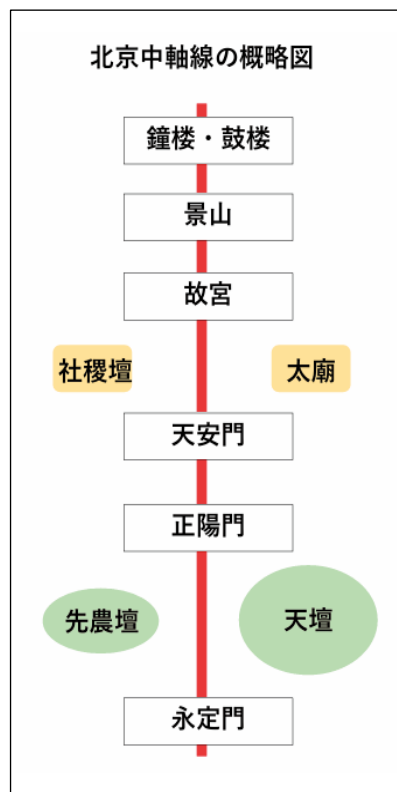 北京中軸線の概略図
鐘楼・鼓楼
景山
故宮
社稷壇
太廟
天安門
正陽門
先農壇
天壇
永定門